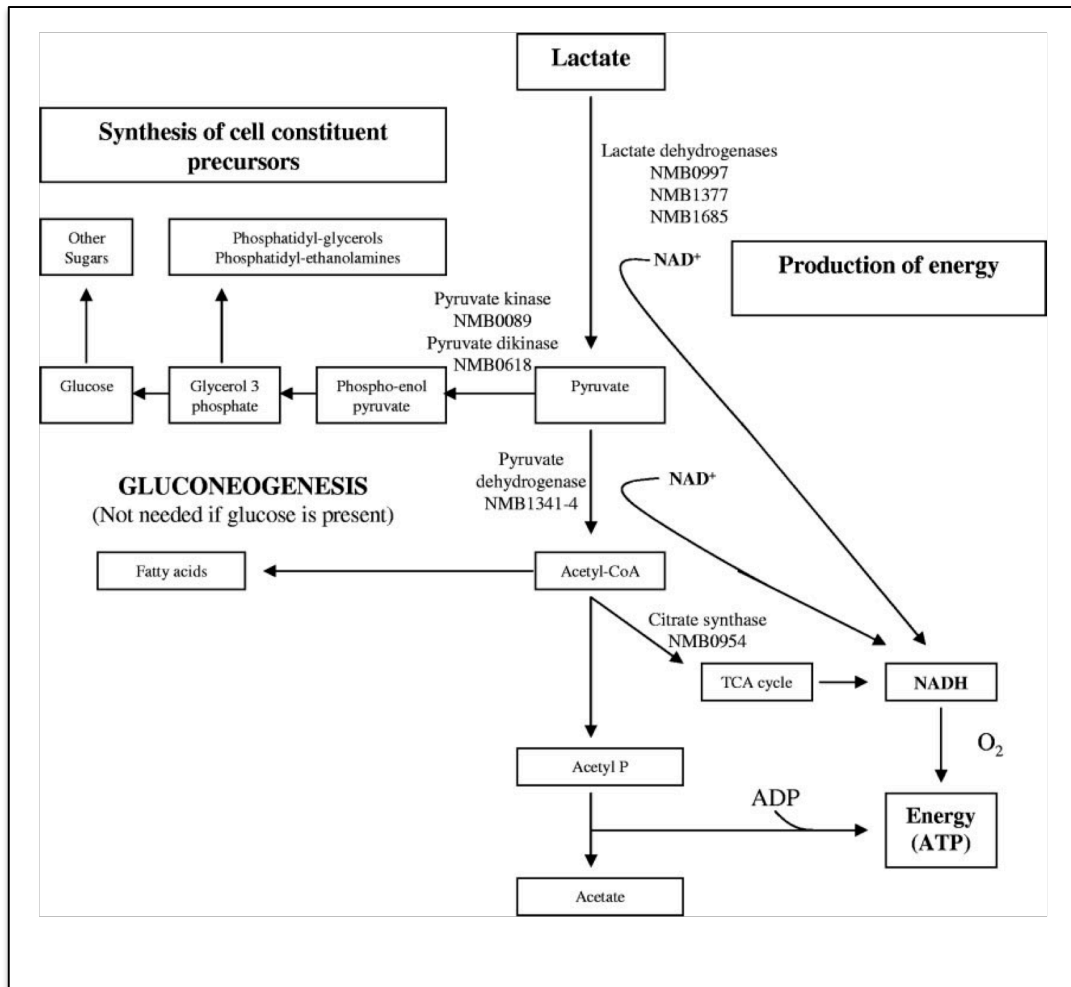 Lactate
Synthesis of cell constituent
precursors
Lactate dehydrogenases
NMB0997
NMB1377
NMB1685
Other
Sugars
Phosphatidyl-glycerols
Phosphatidyl-ethanolamines
NAD⁺
Production of energy
Pyruvate kinase
NMB0089
Pyruvate dikinase
NMB0618
Glucose
Glycerol 3
phosphate
Phospho-enol
pyruvate
Pyruvate
Pyruvate
dehydrogenase
NMB1341-4
NAD⁺
GLUCONEOGENESIS
(Not needed if glucose is present)
Fatty acids
Acetyl-CoA
Citrate synthase
NMB0954
TCA cycle
NADH
O₂
Acetyl P
ADP
Energy
(ATP)
Acetate